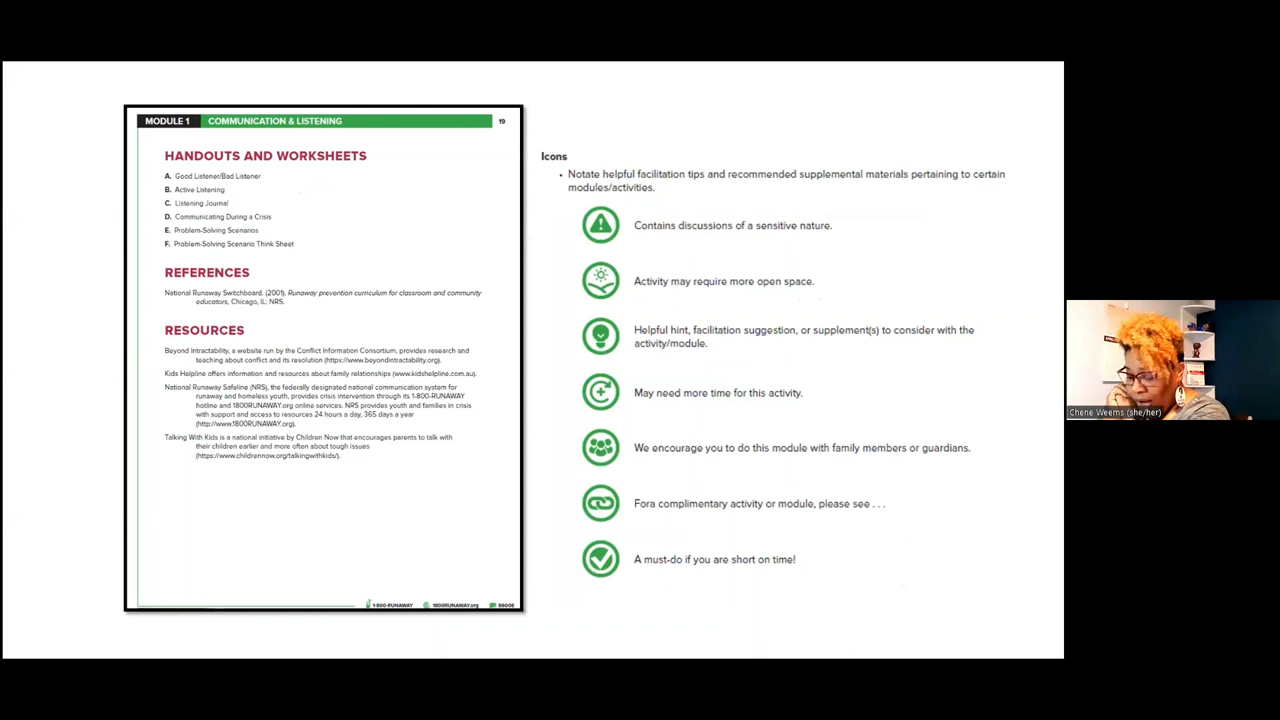 MODULE 1 COMMUNICATION & LISTENING 19
HANDOUTS AND WORKSHEETS
A. Good Listener/Bad Listener
B. Active Listening
C. Listening Journal
D. Communicating During a Crisis
E. Problem-Solving Scenarios
F. Problem-Solving Scenario Think Sheet
REFERENCES
National Runaway Switchboard. (2001). Runaway prevention curriculum for classroom and community
educators, Chicago, IL: NRS.
RESOURCES
Beyond Intractability, a website run by the Conflict Information Consortium, provides research and
teaching about conflict and its resolution (https://www.beyondintractability.org).
Kids Helpline offers information and resources about family relationships (www.kidshelpline.com.au).
National Runaway Safeline (NRS), the federally designated national communication system for
runaway and homeless youth, provides crisis intervention through its 1-800-RUNAWAY
hotline and 1800RUNAWAY.org online services. NRS provides youth and families in crisis
with support and access to resources 24 hours a day, 365 days a year
(http://www.1800RUNAWAY.org).
Talking With Kids is a national initiative by Children Now that encourages parents to talk with
their children earlier and more often about tough issues
(https://www.childrennow.org/talkingwithkids/).
1-800-RUNAWAY 1800RUNAWAY.org 66008
Icons
• Notate helpful facilitation tips and recommended supplemental materials pertaining to certain
modules/activities.
Contains discussions of a sensitive nature.
Activity may require more open space.
Helpful hint, facilitation suggestion, or supplement(s) to consider with the
activity/module.
May need more time for this activity.
We encourage you to do this module with family members or guardians.
Fora complimentary activity or module, please see . . .
A must-do if you are short on time!
Chene Weems (she/her)